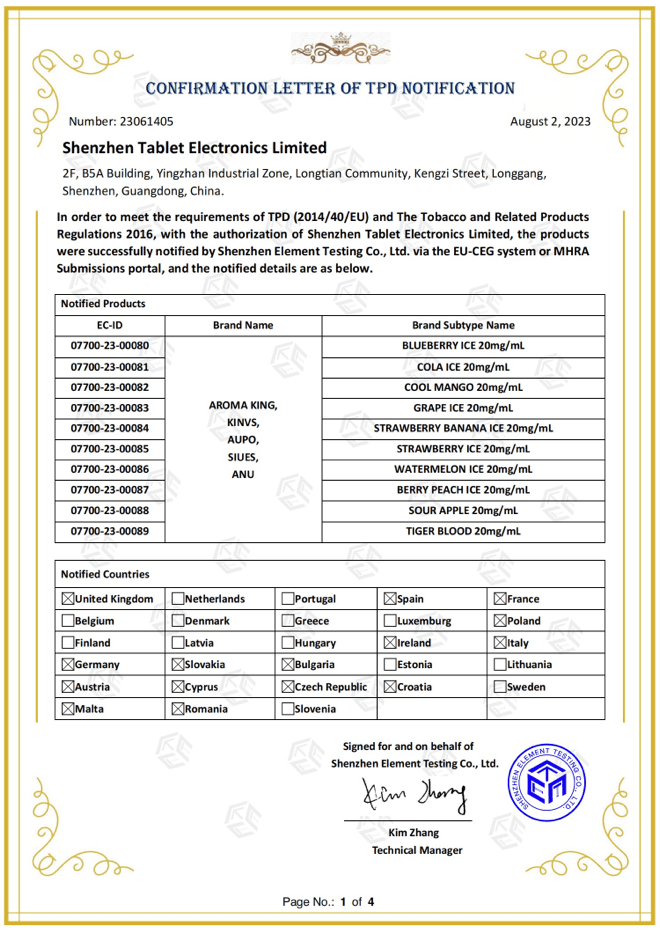 CONFIRMATION LETTER OF TPD NOTIFICATION
Number: 23061405 August 2, 2023
Shenzhen Tablet Electronics Limited
2F, B5A Building, Yingzhan Industrial Zone, Longtian Community, Kengzi Street, Longgang,
Shenzhen, Guangdong, China.
In order to meet the requirements of TPD (2014/40/EU) and The Tobacco and Related Products
Regulations 2016, with the authorization of Shenzhen Tablet Electronics Limited, the products
were successfully notified by Shenzhen Element Testing Co., Ltd. via the EU-CEG system or MHRA
Submissions portal, and the notified details are as below.
Notified Products
EC-ID Brand Name Brand Subtype Name
07700-23-00080 BLUEBERRY ICE 20mg/mL
07700-23-00081 COLA ICE 20mg/mL
07700-23-00082 COOL MANGO 20mg/mL
07700-23-00083 AROMA KING, GRAPE ICE 20mg/mL
07700-23-00084 KINVS, STRAWBERRY BANANA ICE 20mg/mL
07700-23-00085 AUPO, STRAWBERRY ICE 20mg/mL
SIUES,
07700-23-00086 ANU WATERMELON ICE 20mg/mL
07700-23-00087 BERRY PEACH ICE 20mg/mL
07700-23-00088 SOUR APPLE 20mg/mL
07700-23-00089 TIGER BLOOD 20mg/mL
Notified Countries
☒United Kingdom ☐Netherlands ☐Portugal ☒Spain ☒France
☐Belgium ☐Denmark ☐Greece ☐Luxemburg ☒Poland
☐Finland ☐Latvia ☐Hungary ☒Ireland ☒Italy
☒Germany ☒Slovakia ☒Bulgaria ☐Estonia ☐Lithuania
☒Austria ☒Cyprus ☒Czech Republic ☒Croatia ☐Sweden
☒Malta ☒Romania ☐Slovenia
Signed for and on behalf of
Shenzhen Element Testing Co., Ltd.
SHENZHEN ELEMENT TESTING CO., LTD.
Kim Zhang
Kim Zhang
Technical Manager
Page No.: 1 of 4